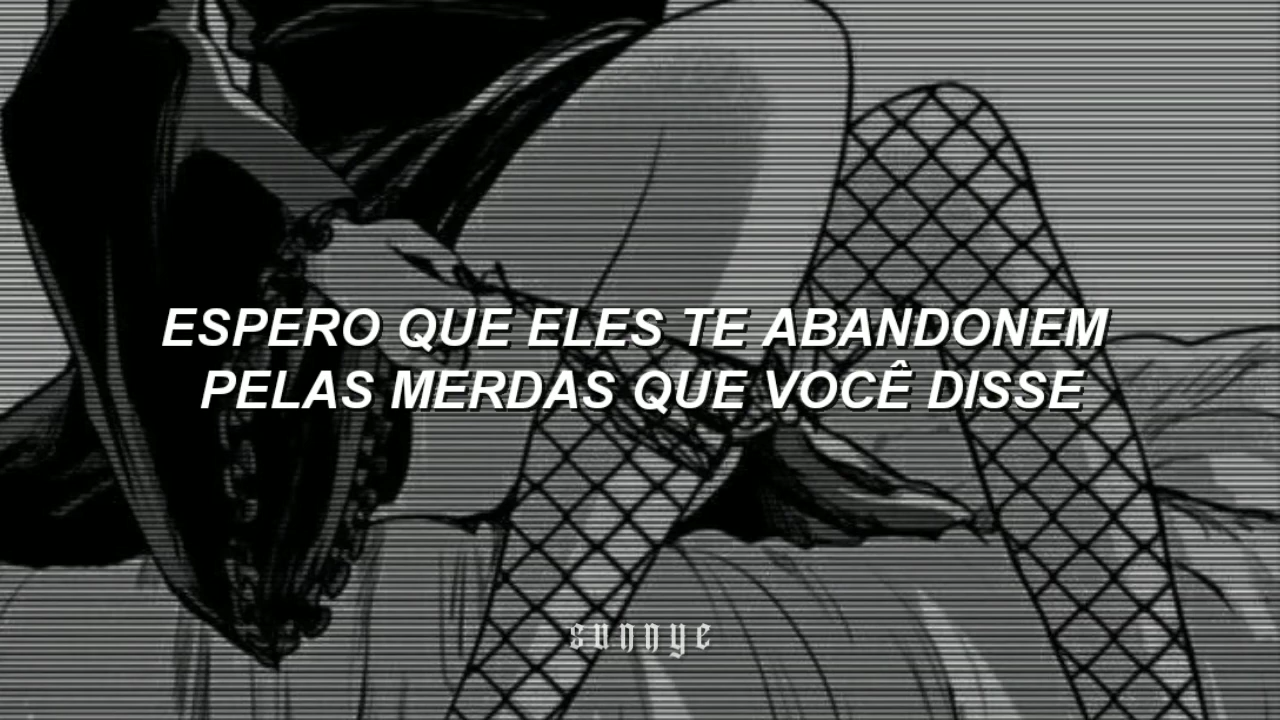 ESPERO QUE ELES TE ABANDONEM
PELAS MERDAS QUE VOCÊ DISSE
sunnye